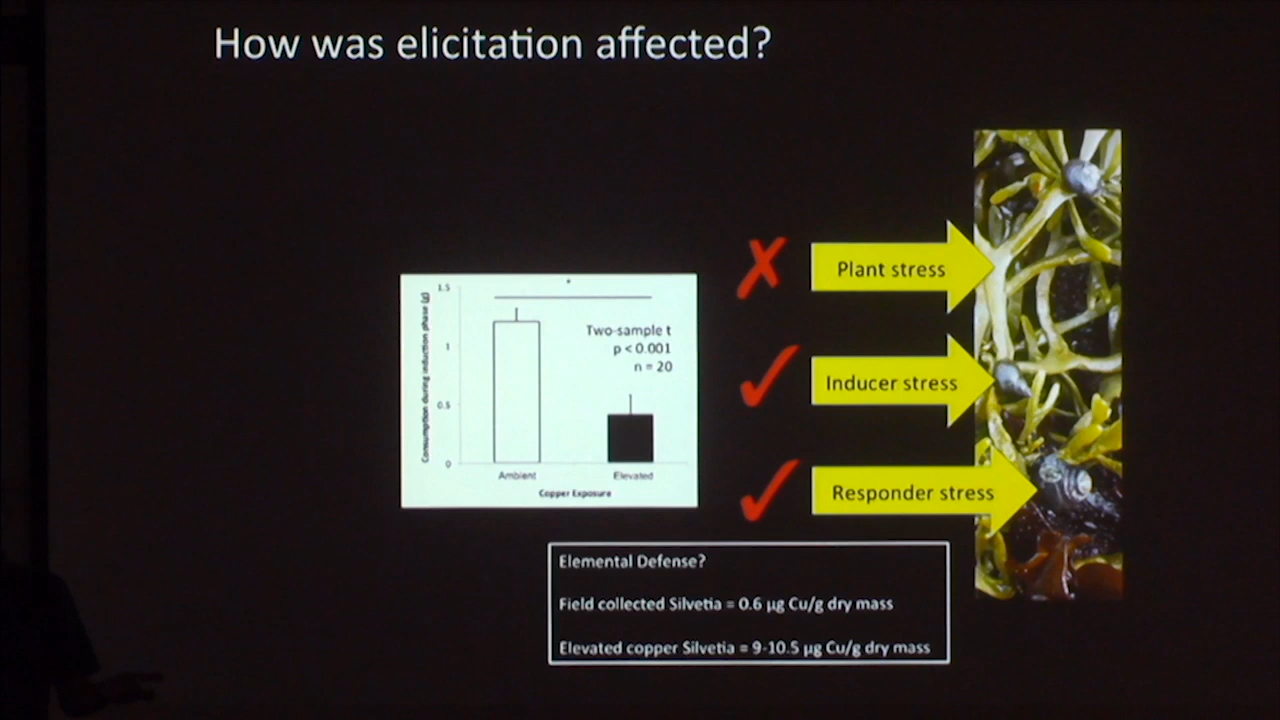 How was elicitation affected?
Consumption during induction phase (g)
1.5
1
0.5
0
*
Two-sample t
p < 0.001
n = 20
Ambient
Elevated
Copper Exposure
✗
Plant stress
✓
Inducer stress
✓
Responder stress
Elemental Defense?
Field collected Silvetia = 0.6 µg Cu/g dry mass
Elevated copper Silvetia = 9-10.5 µg Cu/g dry mass